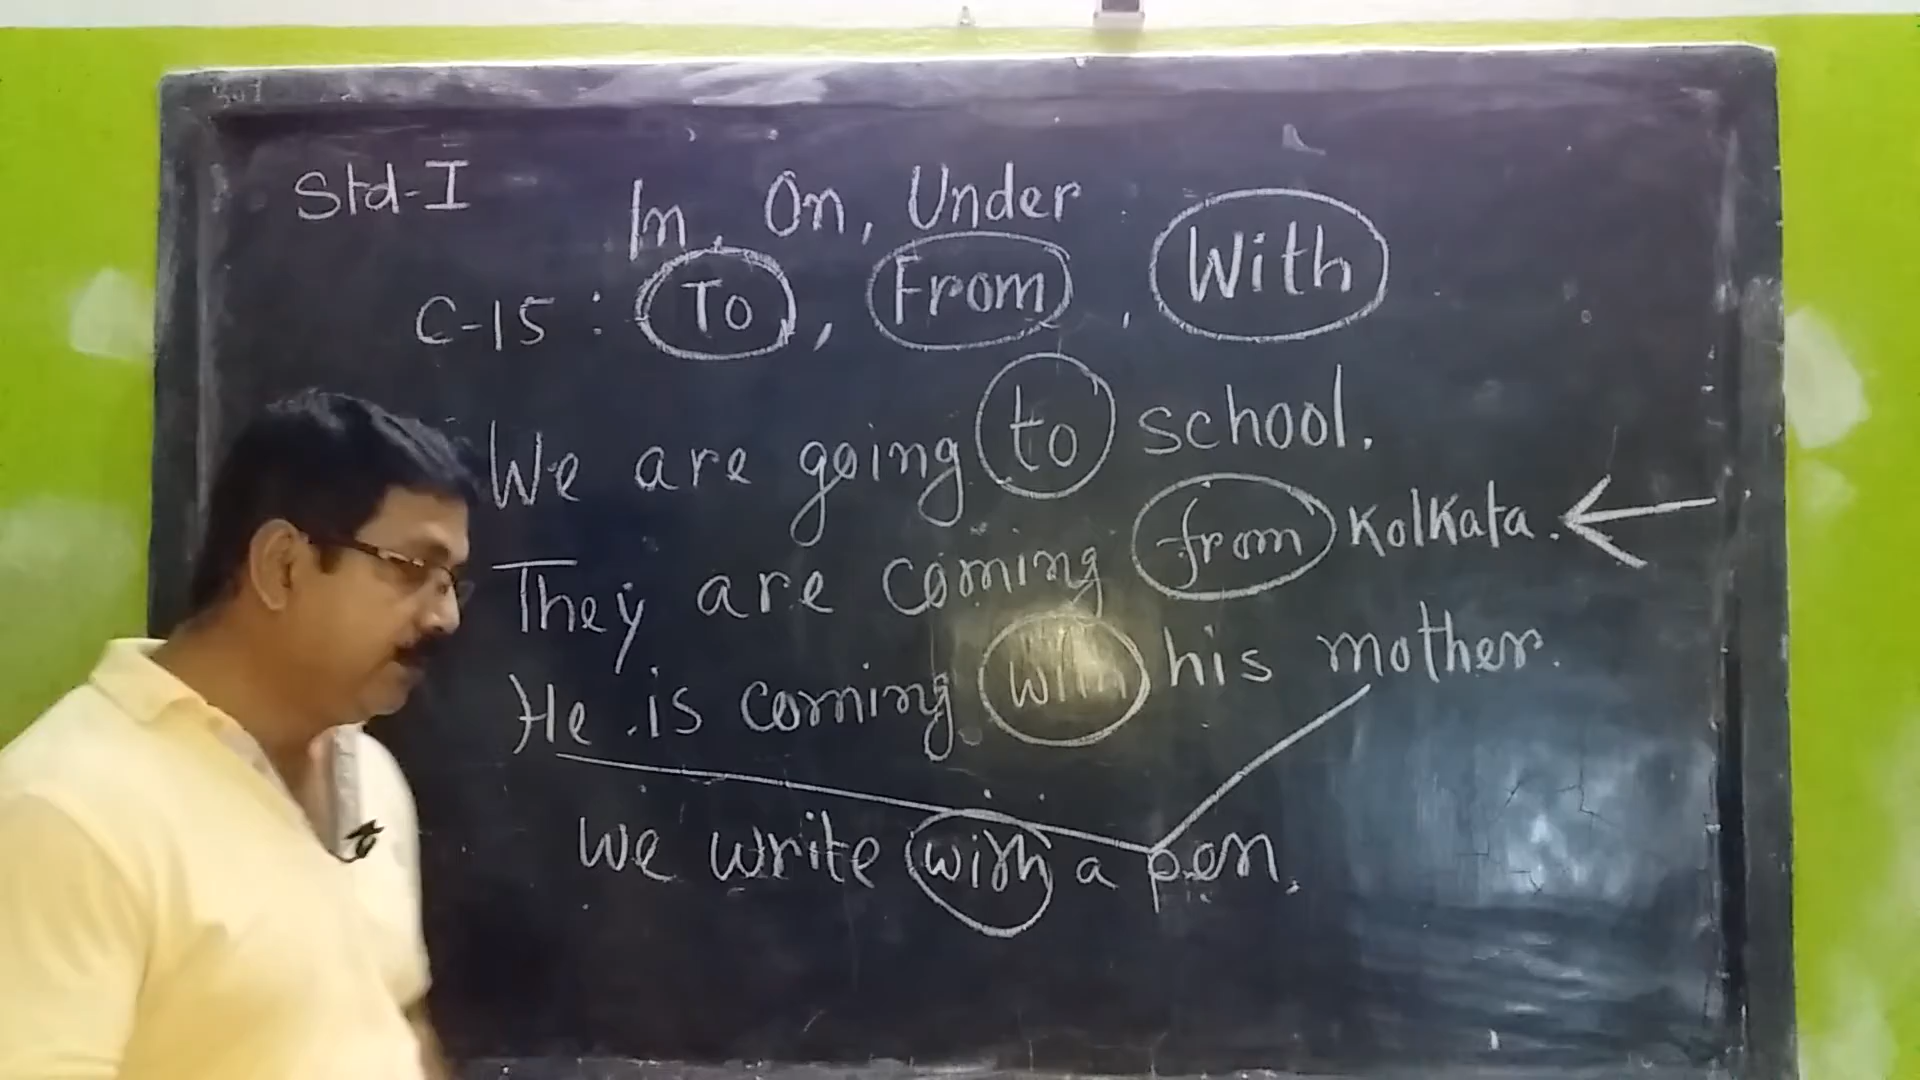 Std-I
In, On, Under
C-15 : To, From, With
We are going to school.
They are coming from Kolkata.
He is coming with his mother.
We write with a pen.